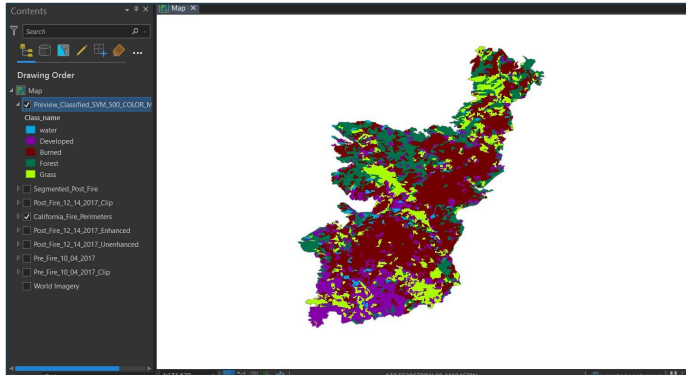 Contents
Map
Search
Drawing Order
Map
Preview_Classified_SVM_500_COLOR_M
Class_name
water
Developed
Burned
Forest
Grass
Segmented_Post_Fire
Post_Fire_12_14_2017_Clip
California_Fire_Perimeters
Post_Fire_12_14_2017_Enhanced
Post_Fire_12_14_2017_Unenhanced
Pre_Fire_10_04_2017
Pre_Fire_10_04_2017_Clip
World Imagery